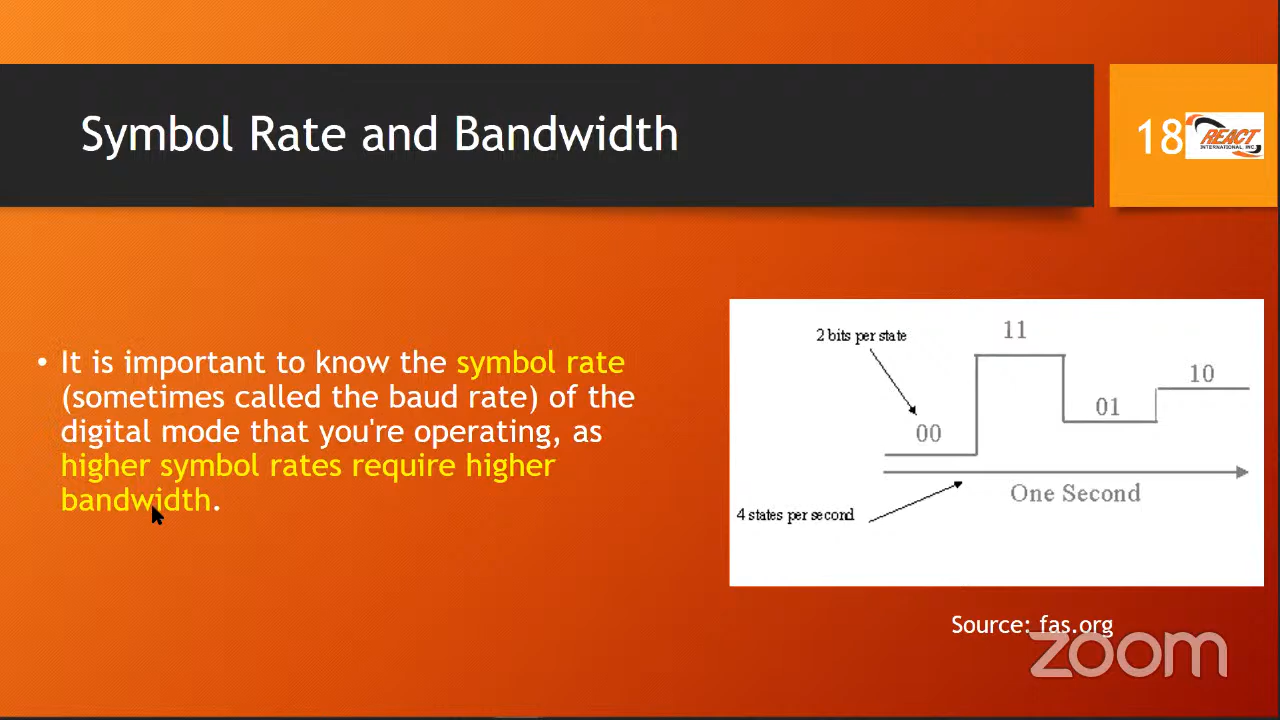 Symbol Rate and Bandwidth
18
REACT
INTERNATIONAL, INC.
• It is important to know the symbol rate
(sometimes called the baud rate) of the
digital mode that you're operating, as
higher symbol rates require higher
bandwidth.
2 bits per state
11
10
01
00
One Second
4 states per second
Source: fas.org
zoom